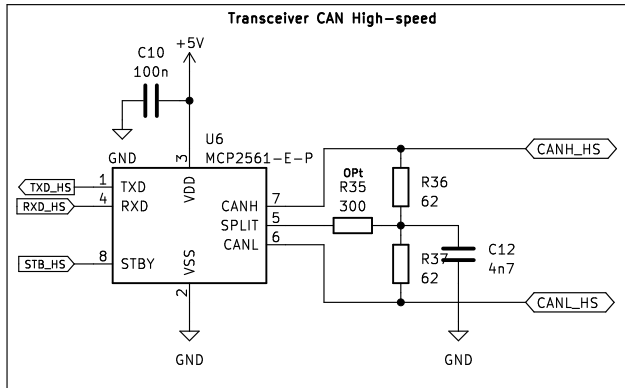 Transceiver CAN High-speed
+5V
C10
100n
GND
U6
MCP2561-E-P
3
VDD
TXD_HS
1
TXD
RXD_HS
4
RXD
STB_HS
8
STBY
VSS
2
GND
CANH
7
SPLIT
5
CANL
6
OPt
R35
300
R36
62
R37
62
C12
4n7
GND
CANH_HS
CANL_HS